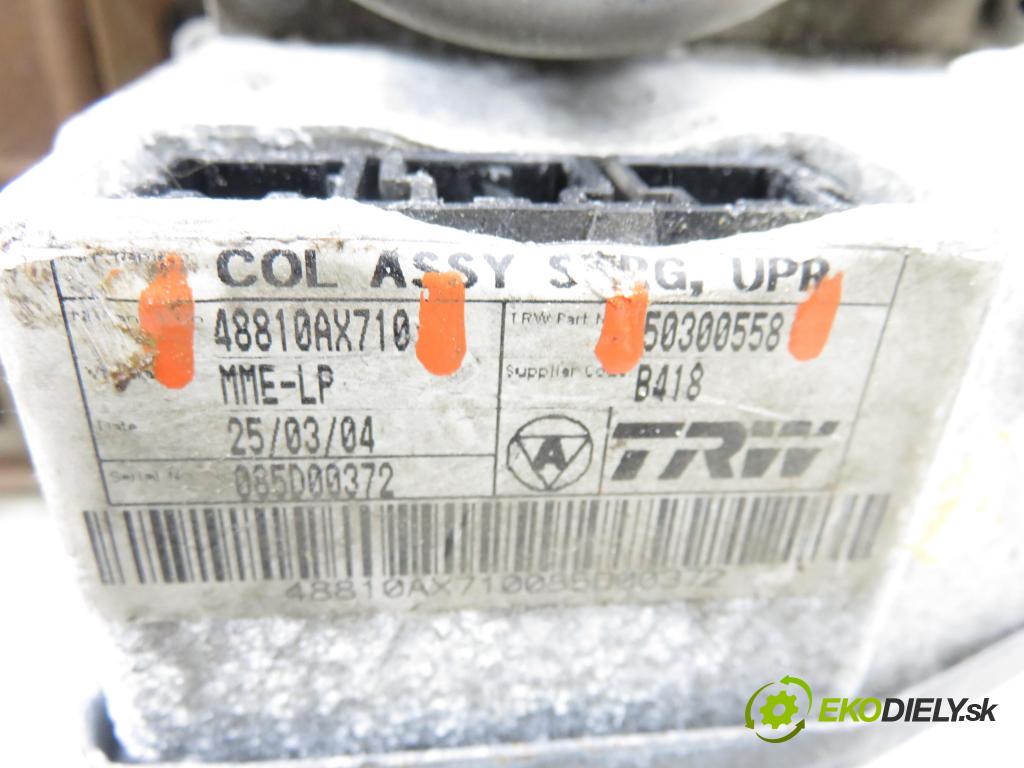 COL ASSY STRG, UPR
48810AX710 TRW Part N 50300558
MME-LP Supplier Code B418
Date 25/03/04
A TRW
Serial No 085D00372
48810AX710085D00372
EKODIELY.sk